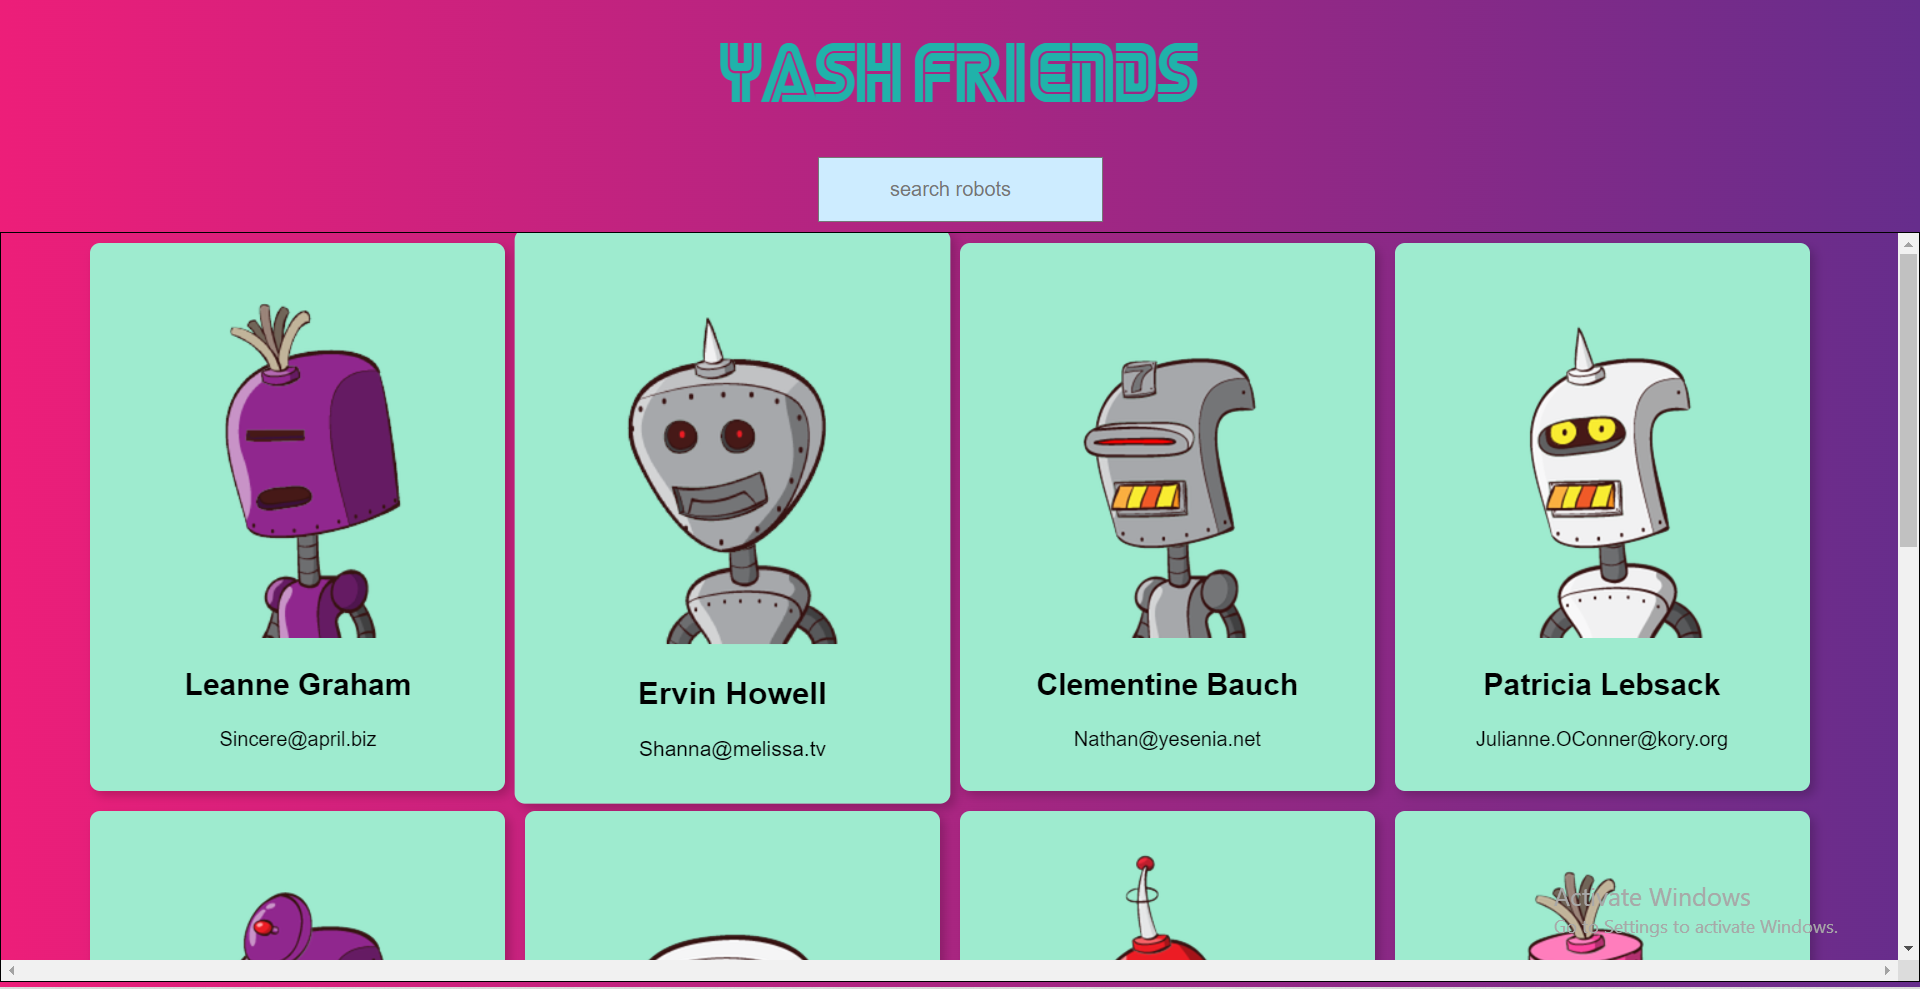 YASH FRIENDS
search robots
7
Leanne Graham
Ervin Howell
Clementine Bauch
Patricia Lebsack
Sincere@april.biz
Shanna@melissa.tv
Nathan@yesenia.net
Julianne.OConner@kory.org
Activate Windows
Go to Settings to activate Windows.